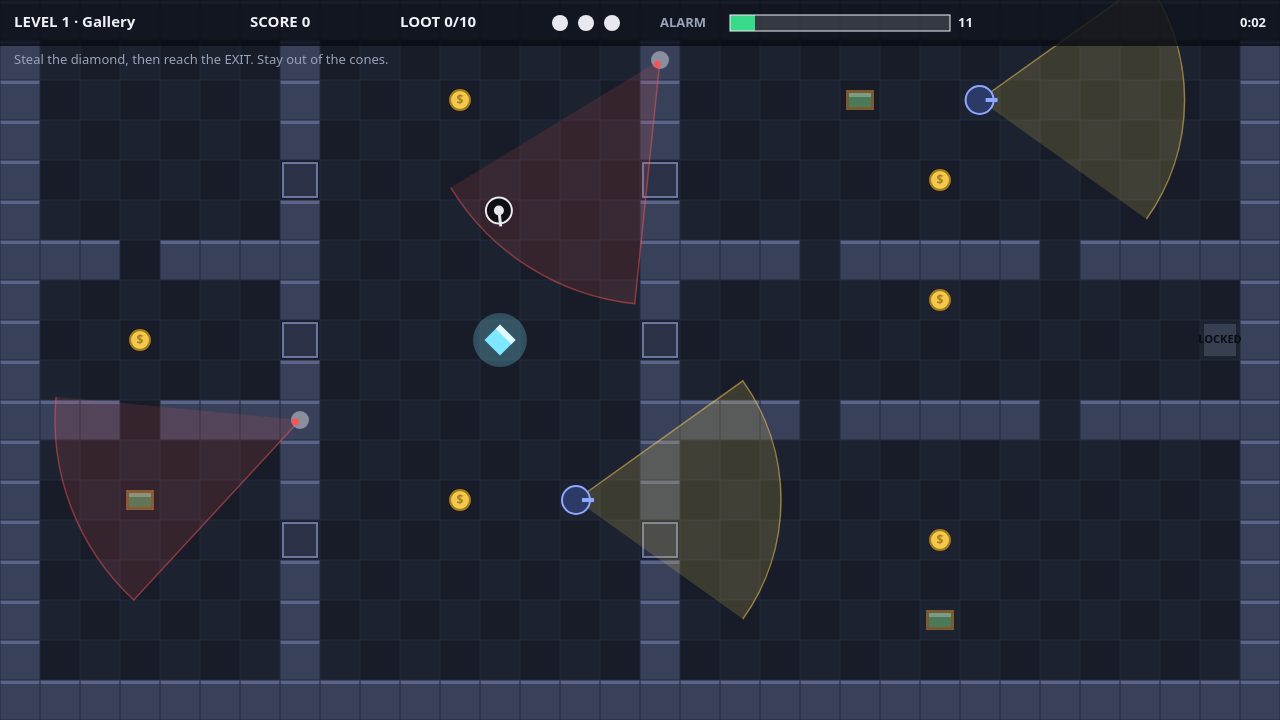 LEVEL 1 · Gallery SCORE 0 LOOT 0/10 ALARM 11 0:02
Steal the diamond, then reach the EXIT. Stay out of the cones.
$
$
$
$
LOCKED
$
$